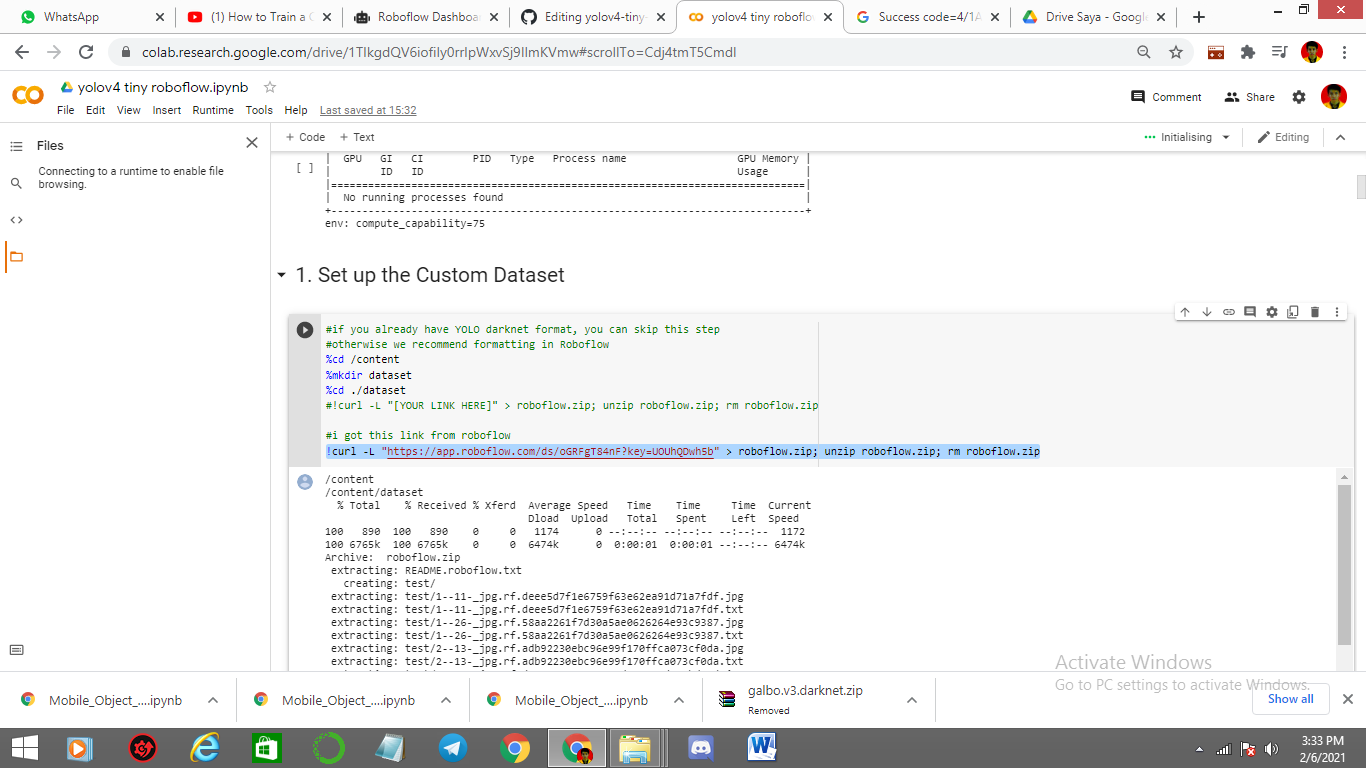 WhatsApp
(1) How to Train a C
Roboflow Dashboa
Editing yolov4-tiny-
yolov4 tiny roboflo
Success code=4/1A
Drive Saya - Google
colab.research.google.com/drive/1TIkgdQV6iofiIy0rrIpWxvSj9IlmKVmw#scrollTo=Cdj4tmT5CmdI
yolov4 tiny roboflow.ipynb
File Edit View Insert Runtime Tools Help Last saved at 15:32
Comment Share
Files
+ Code + Text
Initialising Editing
Connecting to a runtime to enable file
browsing.
[ ]
| GPU GI CI PID Type Process name GPU Memory |
| ID ID Usage |
|=============================================================================|
| No running processes found |
+-----------------------------------------------------------------------------+
env: compute_capability=75
1. Set up the Custom Dataset
#if you already have YOLO darknet format, you can skip this step
#otherwise we recommend formatting in Roboflow
%cd /content
%mkdir dataset
%cd ./dataset
#!curl -L "[YOUR LINK HERE]" > roboflow.zip; unzip roboflow.zip; rm roboflow.zip
#i got this link from roboflow
!curl -L "https://app.roboflow.com/ds/oGRFgT84nF?key=UOUhQDwh5b" > roboflow.zip; unzip roboflow.zip; rm roboflow.zip
/content
/content/dataset
% Total % Received % Xferd Average Speed Time Time Time Current
Dload Upload Total Spent Left Speed
100 890 100 890 0 0 1174 0 --:--:-- --:--:-- --:--:-- 1172
100 6765k 100 6765k 0 0 6474k 0 0:00:01 0:00:01 --:--:-- 6474k
Archive: roboflow.zip
extracting: README.roboflow.txt
creating: test/
extracting: test/1--11-_jpg.rf.deee5d7f1e6759f63e62ea91d71a7fdf.jpg
extracting: test/1--11-_jpg.rf.deee5d7f1e6759f63e62ea91d71a7fdf.txt
extracting: test/1--26-_jpg.rf.58aa2261f7d30a5ae0626264e93c9387.jpg
extracting: test/1--26-_jpg.rf.58aa2261f7d30a5ae0626264e93c9387.txt
extracting: test/2--13-_jpg.rf.adb92230ebc96e99f170ffca073cf0da.jpg
extracting: test/2--13-_jpg.rf.adb92230ebc96e99f170ffca073cf0da.txt
Activate Windows
Go to PC settings to activate Windows.
Mobile_Object_....ipynb
Mobile_Object_....ipynb
Mobile_Object_....ipynb
galbo.v3.darknet.zip
Removed
Show all
3:33 PM
2/6/2021